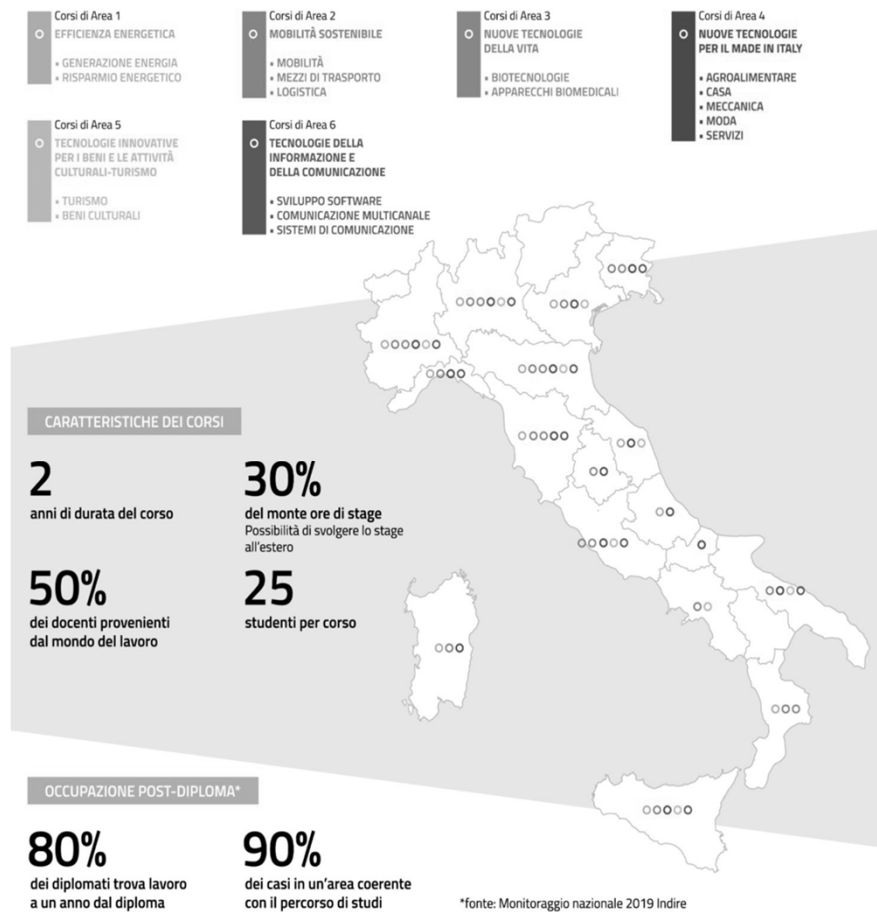 Corsi di Area 1
EFFICIENZA ENERGETICA
▪ GENERAZIONE ENERGIA
▪ RISPARMIO ENERGETICO
Corsi di Area 2
MOBILITÀ SOSTENIBILE
▪ MOBILITÀ
▪ MEZZI DI TRASPORTO
▪ LOGISTICA
Corsi di Area 3
NUOVE TECNOLOGIE
DELLA VITA
▪ BIOTECNOLOGIE
▪ APPARECCHI BIOMEDICALI
Corsi di Area 4
NUOVE TECNOLOGIE
PER IL MADE IN ITALY
▪ AGROALIMENTARE
▪ CASA
▪ MECCANICA
▪ MODA
▪ SERVIZI
Corsi di Area 5
TECNOLOGIE INNOVATIVE
PER I BENI E LE ATTIVITÀ
CULTURALI-TURISMO
▪ TURISMO
▪ BENI CULTURALI
Corsi di Area 6
TECNOLOGIE DELLA
INFORMAZIONE E
DELLA COMUNICAZIONE
▪ SVILUPPO SOFTWARE
▪ COMUNICAZIONE MULTICANALE
▪ SISTEMI DI COMUNICAZIONE
CARATTERISTICHE DEI CORSI
2
anni di durata del corso
30%
del monte ore di stage
Possibilità di svolgere lo stage
all'estero
50%
dei docenti provenienti
dal mondo del lavoro
25
studenti per corso
OCCUPAZIONE POST-DIPLOMA*
80%
dei diplomati trova lavoro
a un anno dal diploma
90%
dei casi in un'area coerente
con il percorso di studi
*fonte: Monitoraggio nazionale 2019 Indire